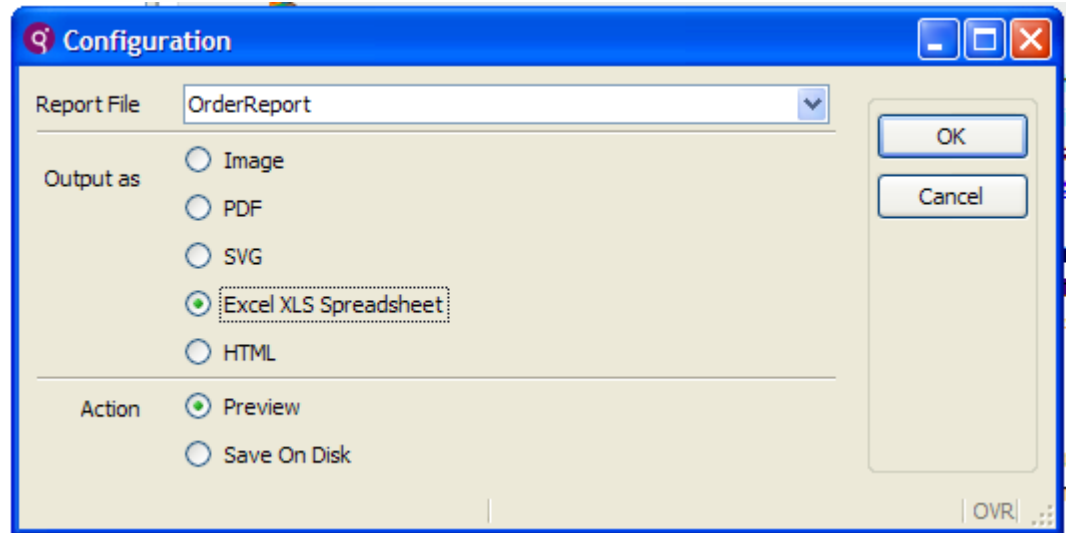 Configuration
Report File OrderReport
Output as
Image
PDF
SVG
Excel XLS Spreadsheet
HTML
Action
Preview
Save On Disk
OK
Cancel
OVR